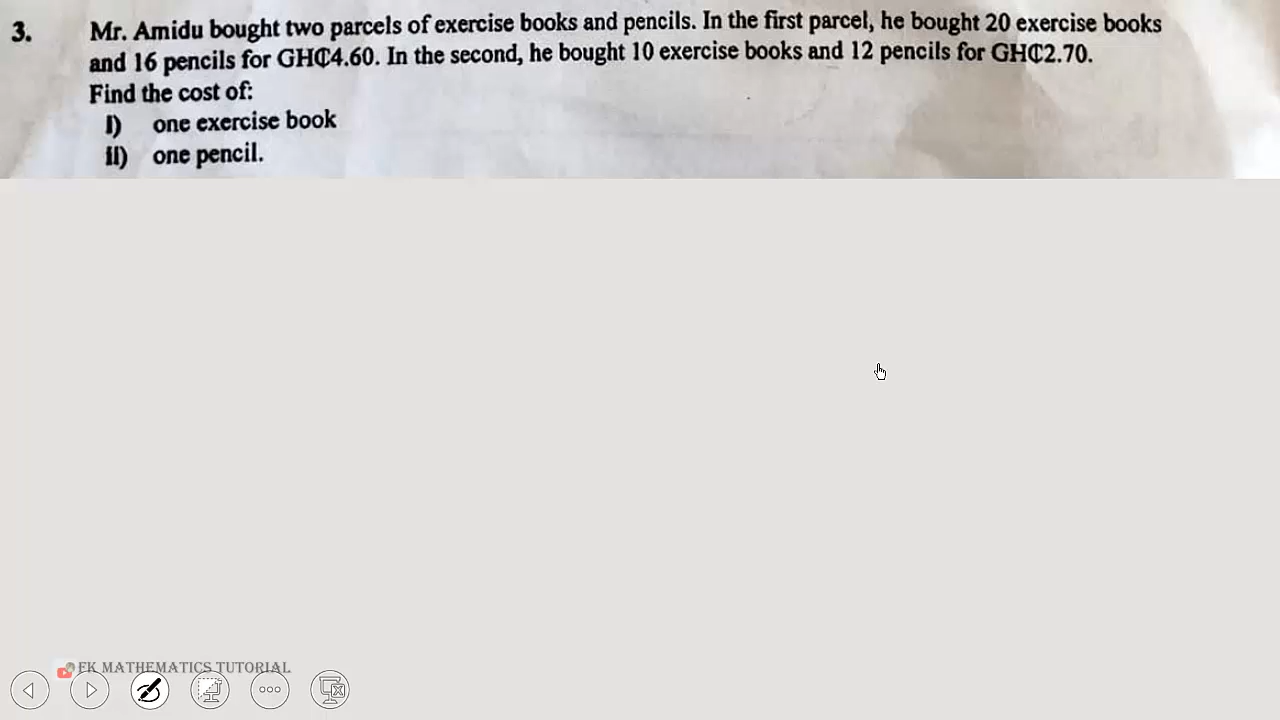 3. Mr. Amidu bought two parcels of exercise books and pencils. In the first parcel, he bought 20 exercise books
and 16 pencils for GH₵4.60. In the second, he bought 10 exercise books and 12 pencils for GH₵2.70.
Find the cost of:
i) one exercise book
ii) one pencil.
EK MATHEMATICS TUTORIAL